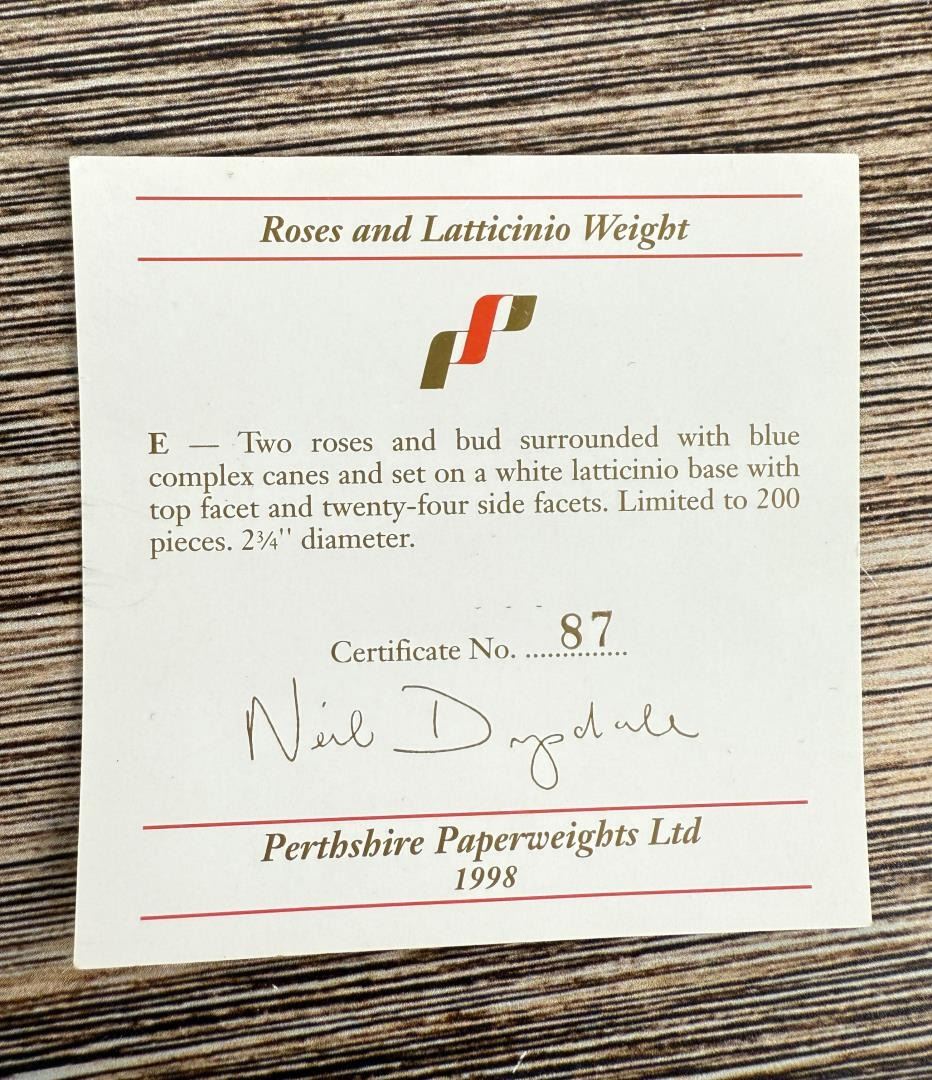 Roses and Latticinio Weight
E — Two roses and bud surrounded with blue
complex canes and set on a white latticinio base with
top facet and twenty-four side facets. Limited to 200
pieces. 2¾'' diameter.
Certificate No. ............... 87
Neil Drysdale
Perthshire Paperweights Ltd
1998